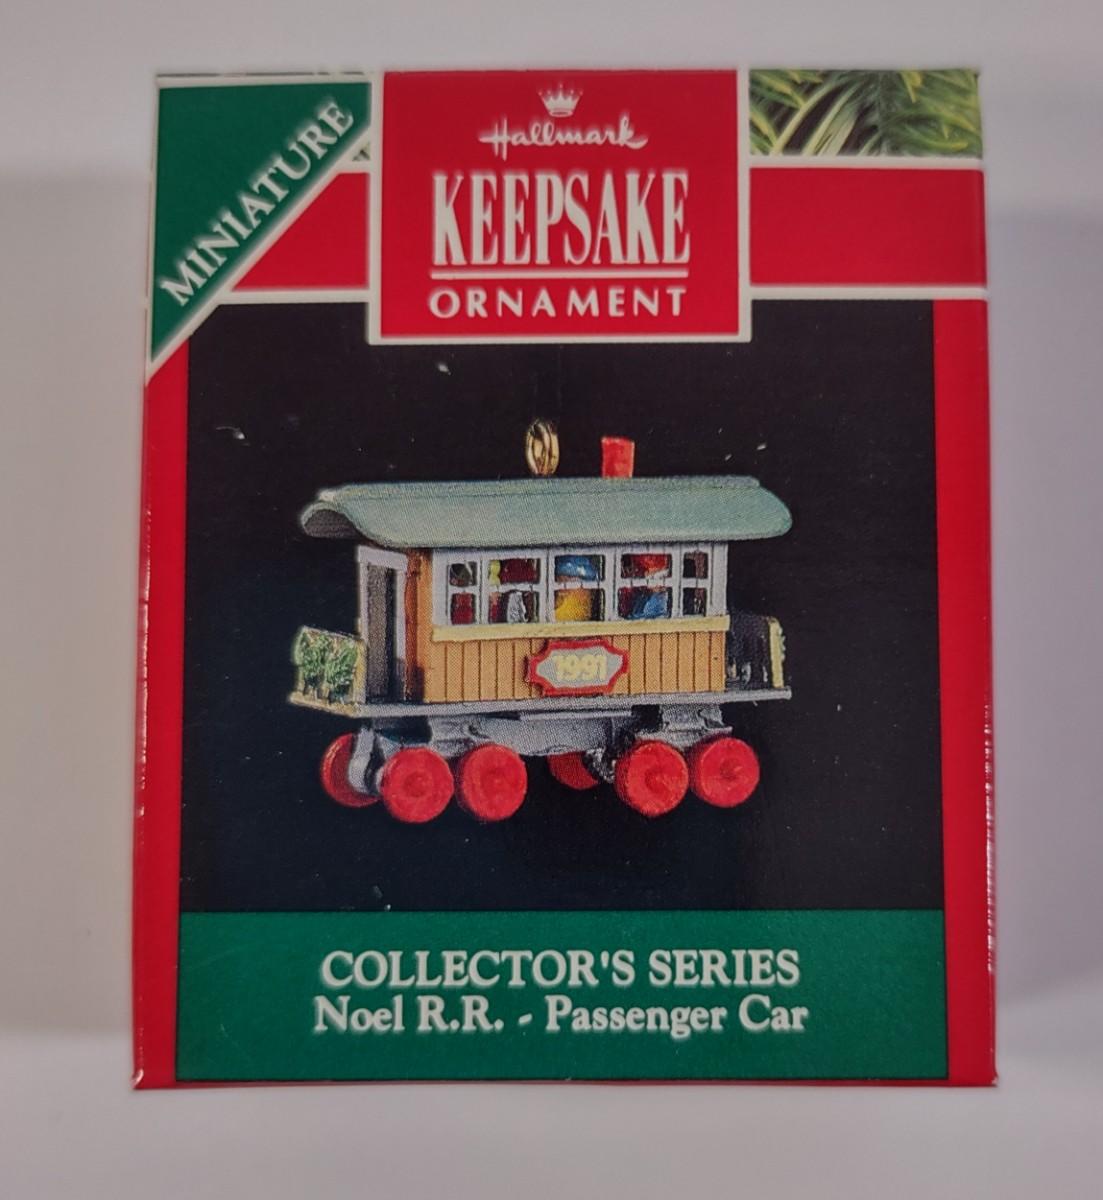 MINIATURE
Hallmark
KEEPSAKE
ORNAMENT
1991
COLLECTOR'S SERIES
Noel R.R. - Passenger Car